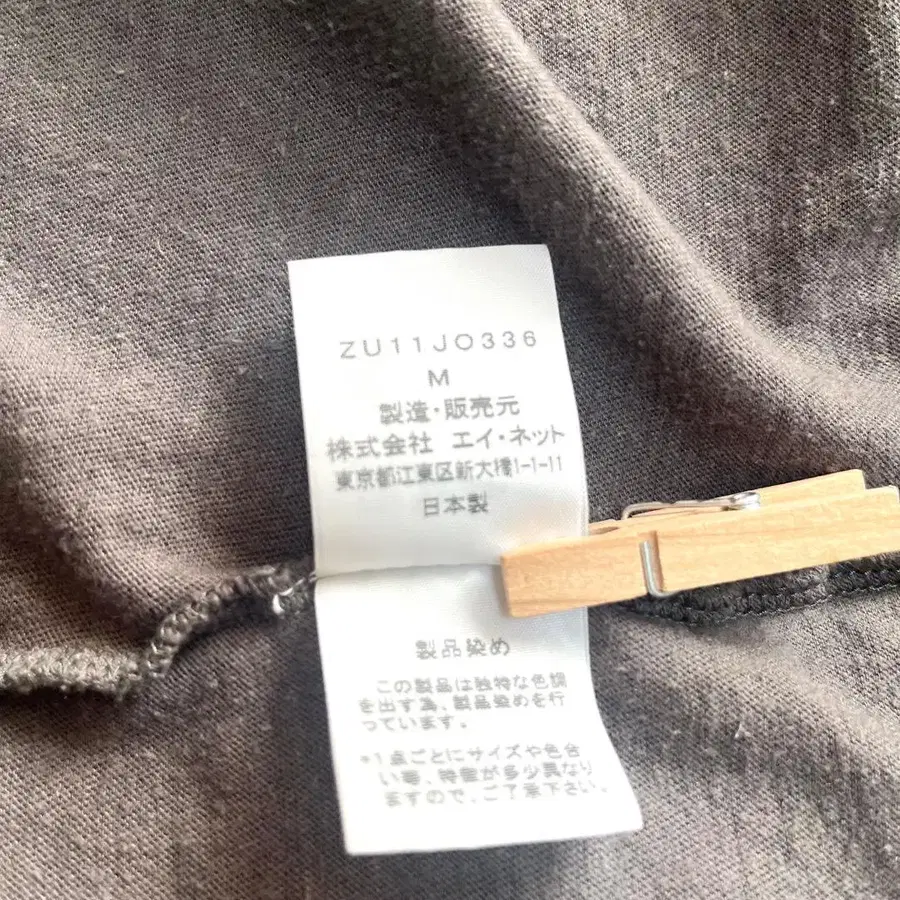 ZU11JO336
M
製造・販売元
株式会社 エイ・ネット
東京都江東区新大橋1-1-11
日本製
製品染め
この製品は独特な色調
を出す為、製品染めを行
っています。
*1点ごとにサイズや色合
い等、特徴が多少異なり
ますので、ご了承下さい。